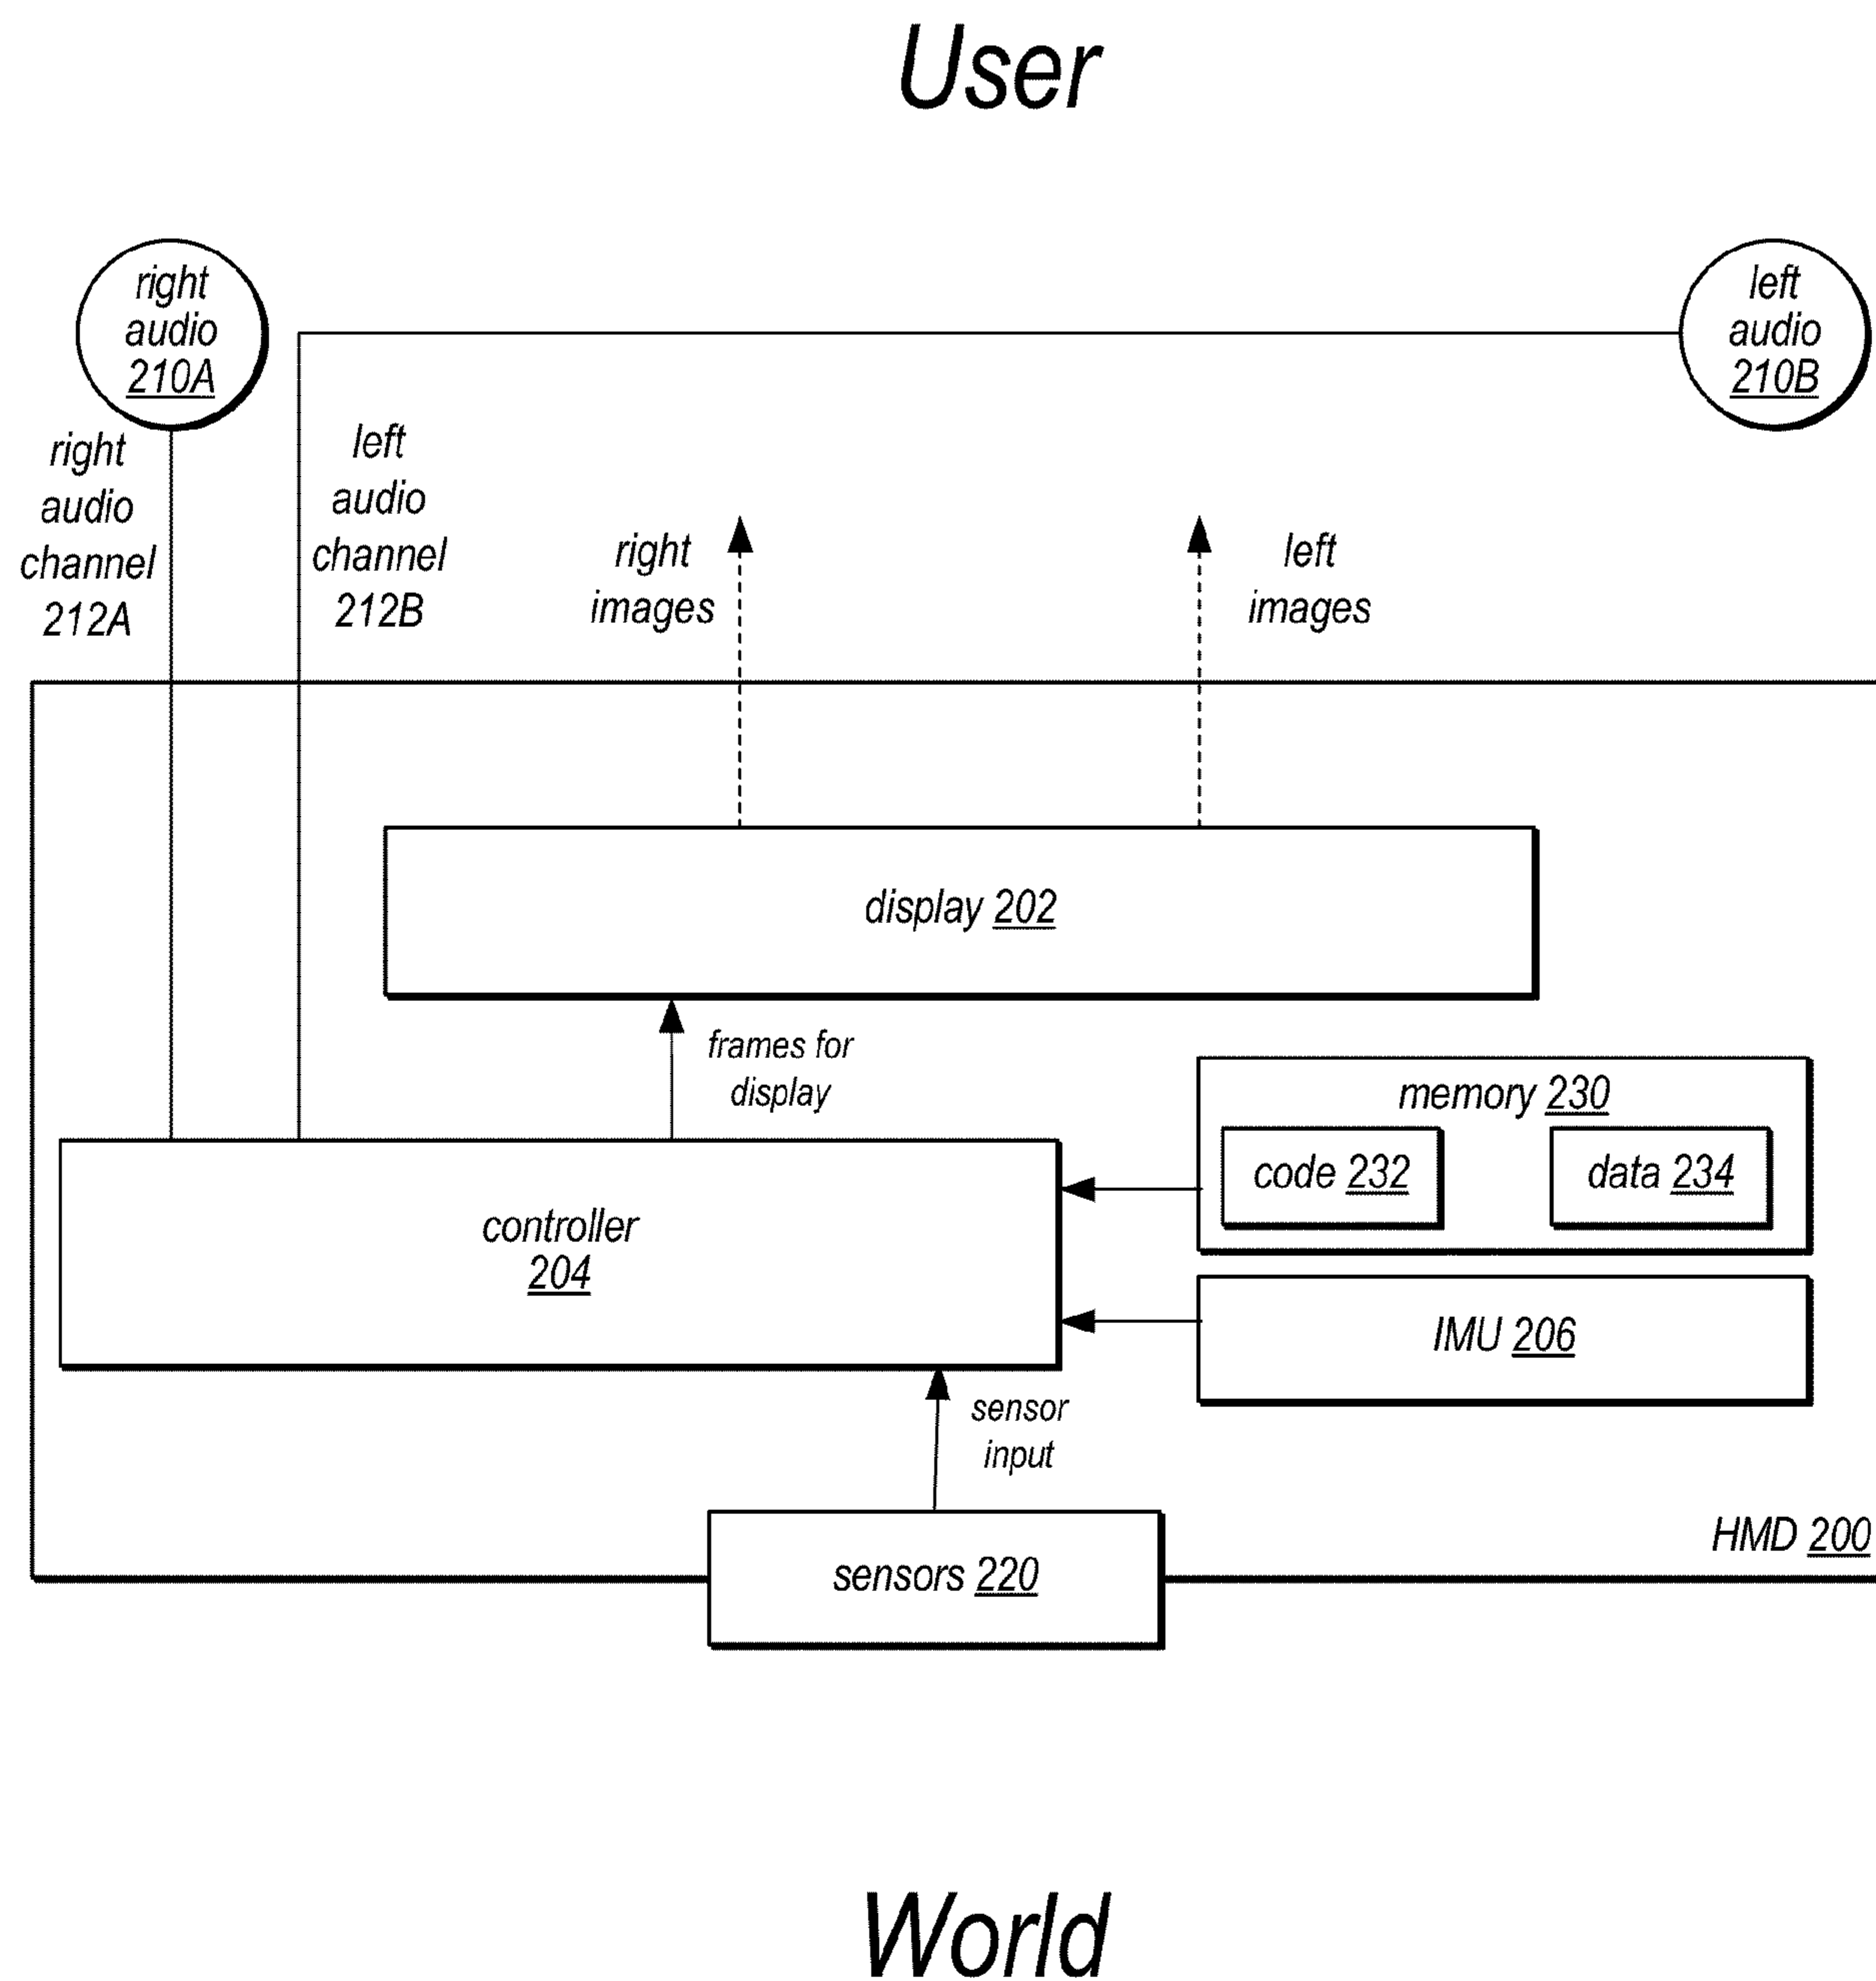 User
right
audio
210A
left
audio
210B
right
audio
channel
212A
left
audio
channel
212B
right
images
left
images
display 202
frames for
display
memory 230
code 232
data 234
controller
204
IMU 206
sensor
input
HMD 200
sensors 220
World